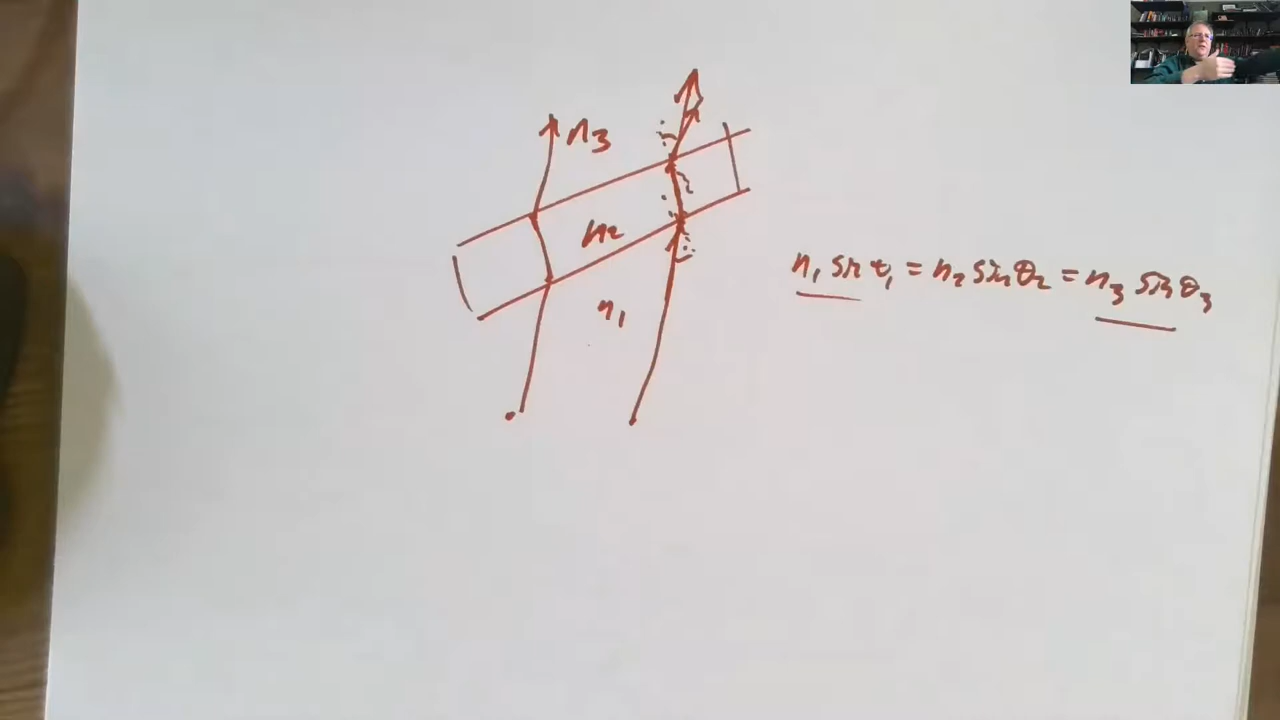 n₃
n₂
n₁
n₁ sin θ₁ = n₂ sin θ₂ = n₃ sin θ₃